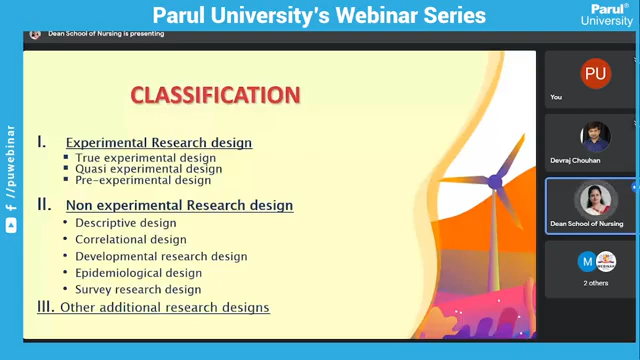 Parul University's Webinar Series
Parul®
University
Dean School of Nursing is presenting
CLASSIFICATION
I. Experimental Research design
▪ True experimental design
▪ Quasi experimental design
▪ Pre-experimental design
II. Non experimental Research design
• Descriptive design
• Correlational design
• Developmental research design
• Epidemiological design
• Survey research design
III. Other additional research designs
PU
You
Devraj Chouhan
Dean School of Nursing
M
WEBINAR
2 others
//puwebinar